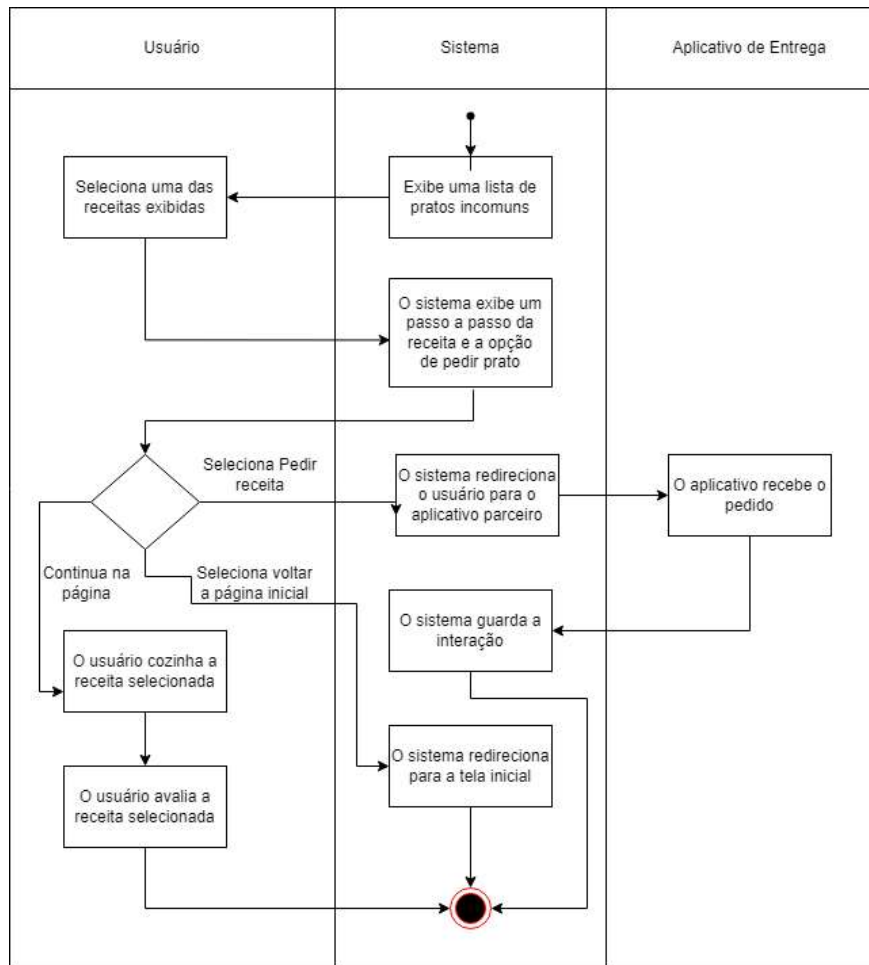 Usuário
Sistema
Aplicativo de Entrega
Seleciona uma das
receitas exibidas
Exibe uma lista de
pratos incomuns
O sistema exibe um
passo a passo da
receita e a opção
de pedir prato
Seleciona Pedir
receita
O sistema redireciona
o usuário para o
aplicativo parceiro
O aplicativo recebe o
pedido
Continua na
página
Seleciona voltar
a página inicial
O sistema guarda a
interação
O usuário cozinha a
receita selecionada
O sistema redireciona
para a tela inicial
O usuário avalia a
receita selecionada